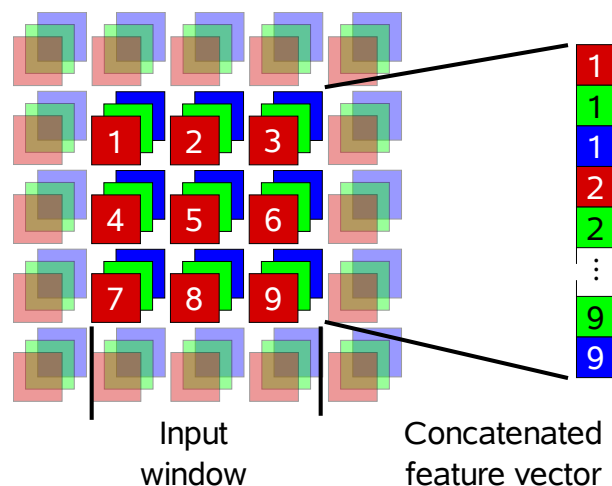 1 2 3
4 5 6
7 8 9
1
1
1
2
2
...
9
9
Input
window
Concatenated
feature vector